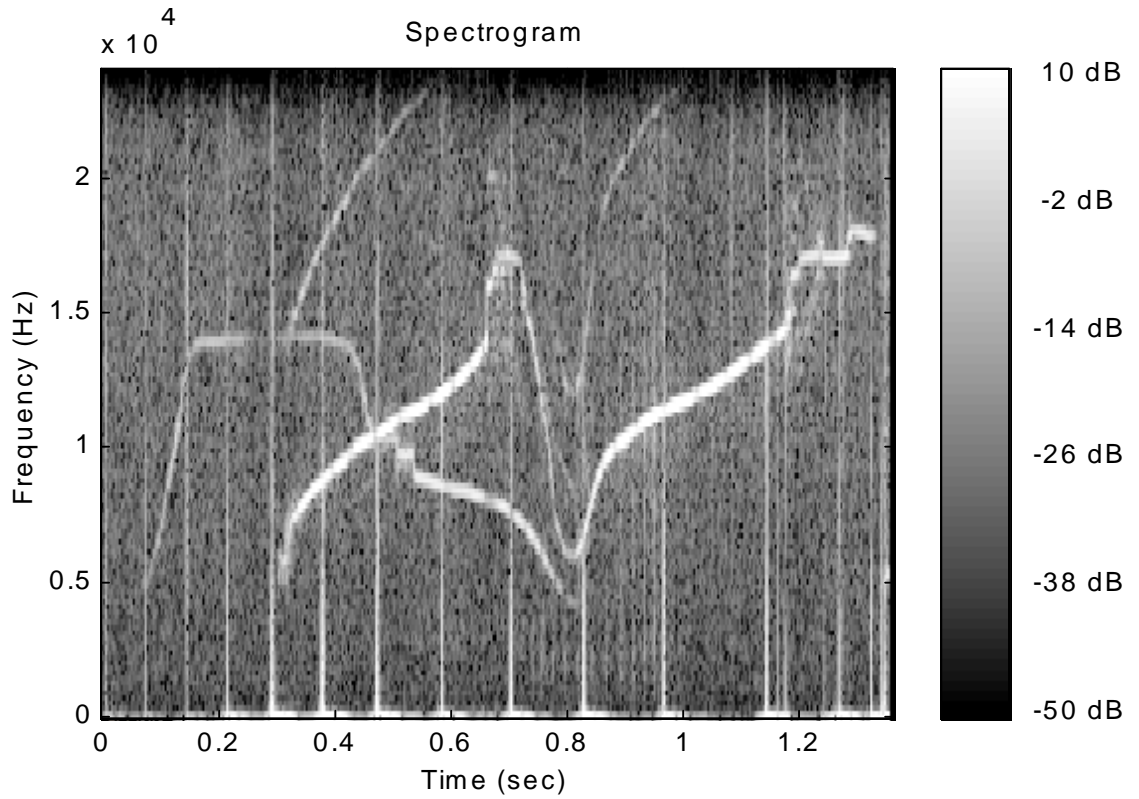 4
x 10
Spectrogram
10 dB
2
-2 dB
1.5
-14 dB
Frequency (Hz)
1
-26 dB
0.5
-38 dB
0
-50 dB
0 0.2 0.4 0.6 0.8 1 1.2
Time (sec)